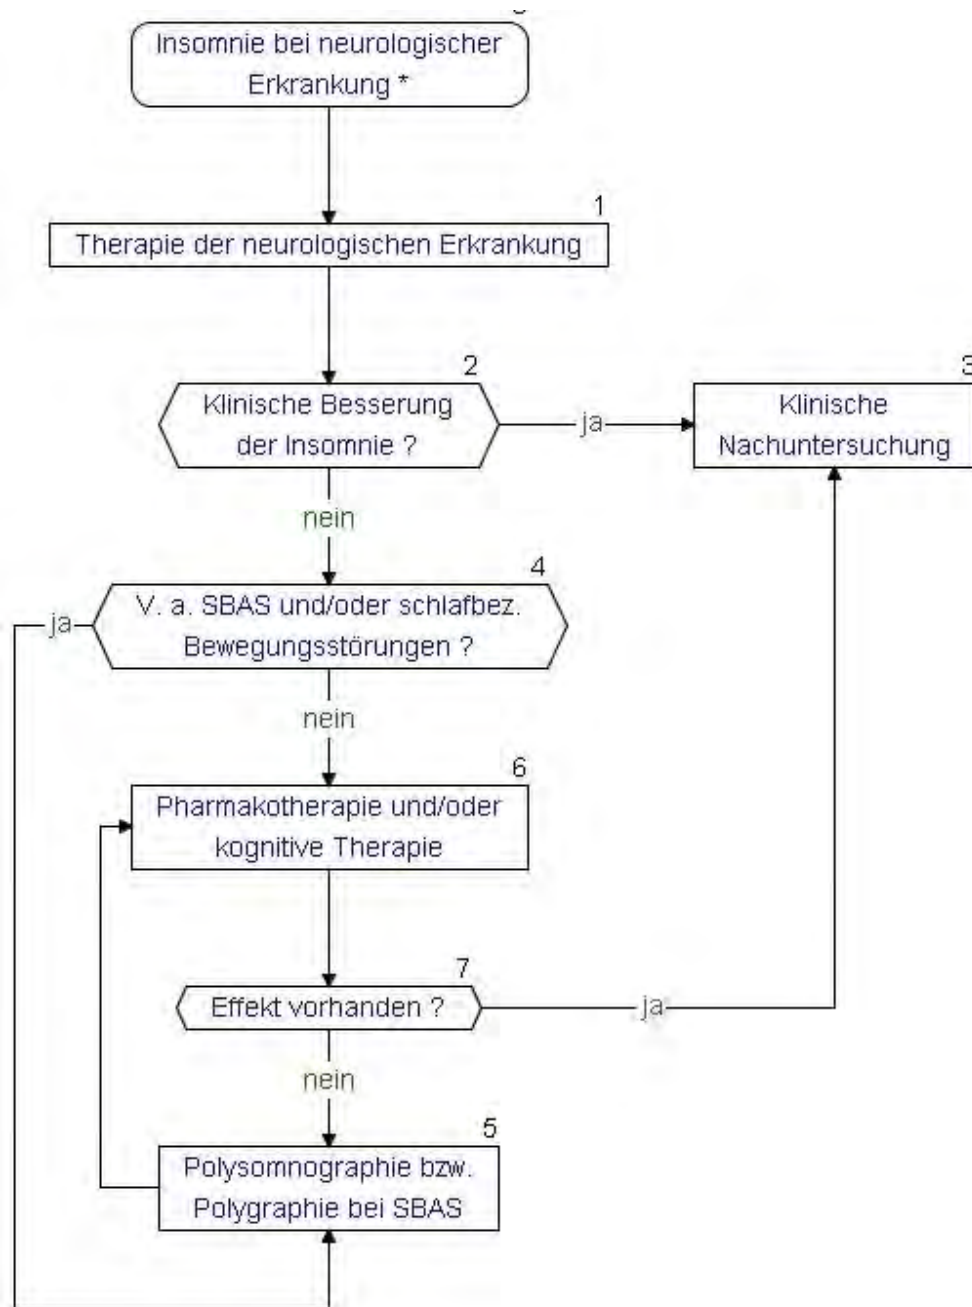 Insomnie bei neurologischer
Erkrankung *
1
Therapie der neurologischen Erkrankung
2
Klinische Besserung
der Insomnie ?
ja
3
Klinische
Nachuntersuchung
nein
4
V. a. SBAS und/oder schlafbez.
Bewegungsstörungen ?
ja
nein
6
Pharmakotherapie und/oder
kognitive Therapie
7
Effekt vorhanden ?
ja
nein
5
Polysomnographie bzw.
Polygraphie bei SBAS